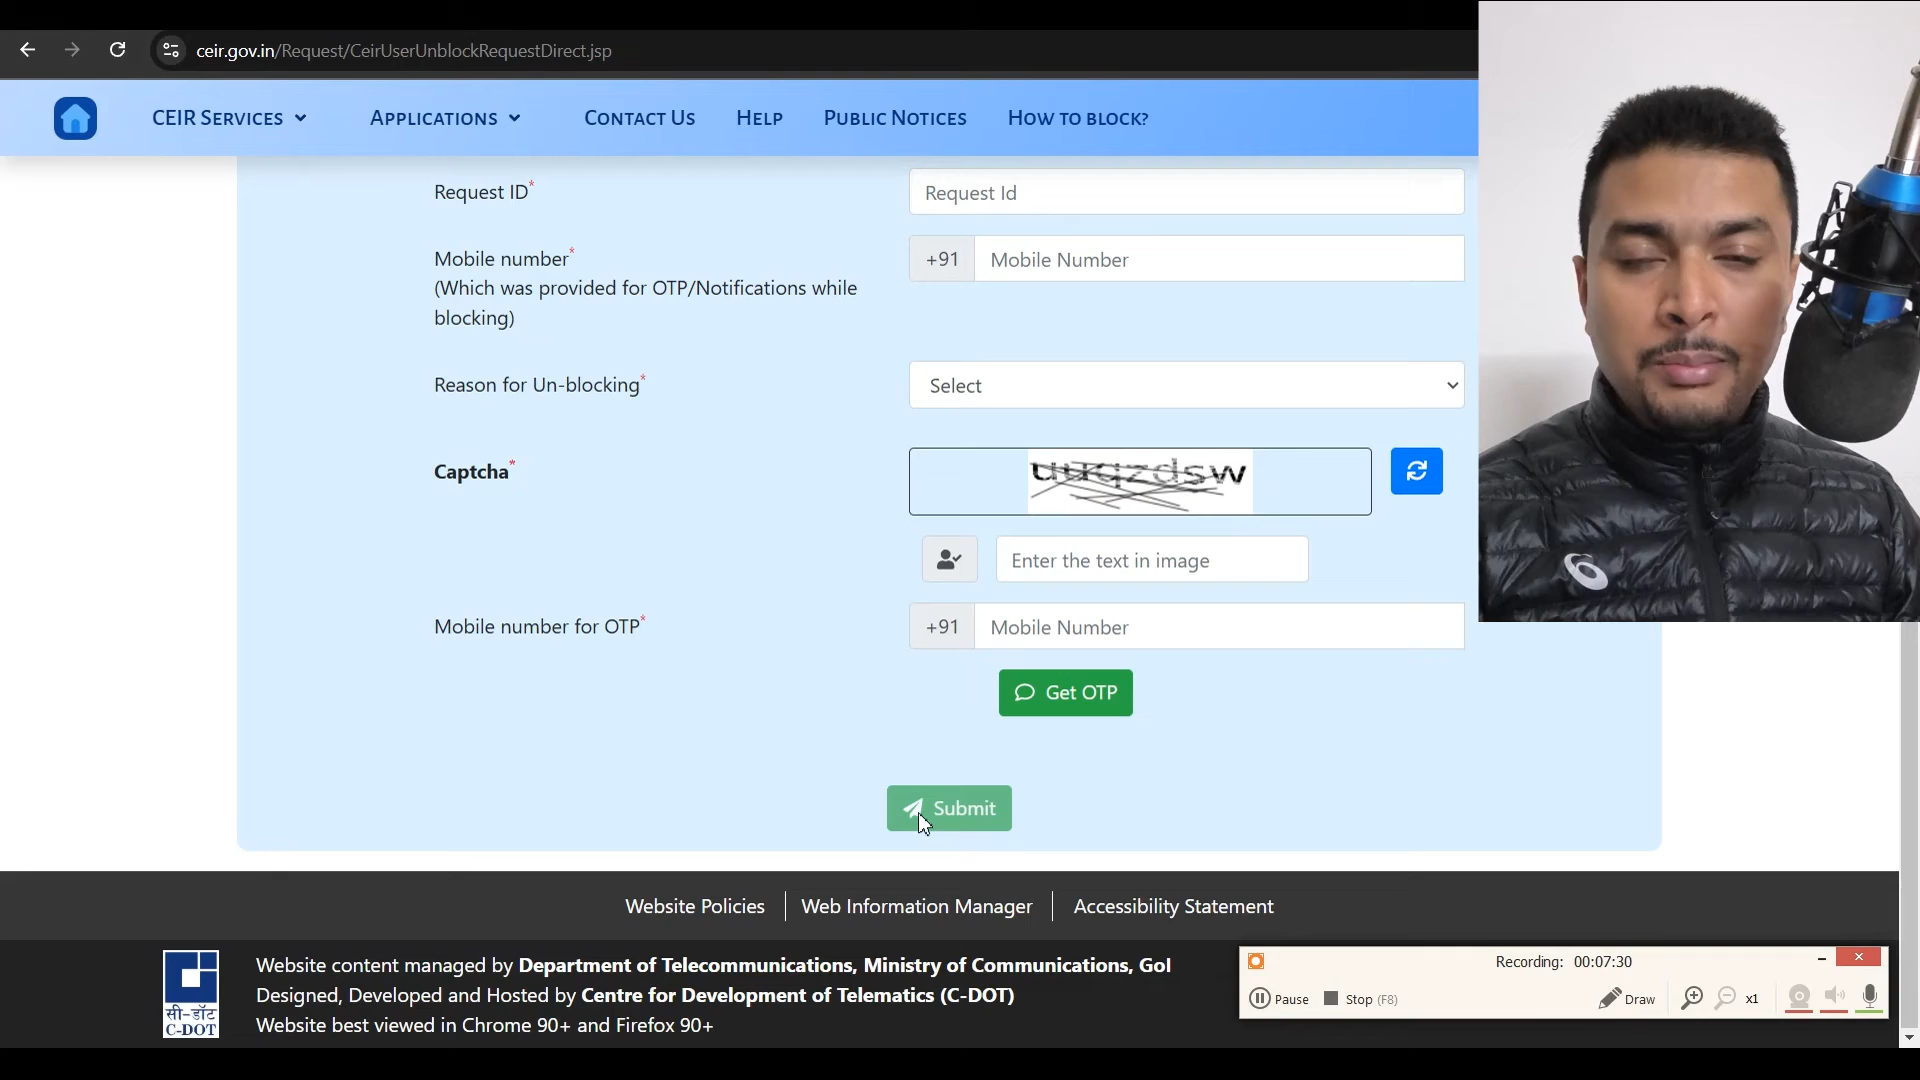 ceir.gov.in/Request/CeirUserUnblockRequestDirect.jsp
CEIR SERVICES
APPLICATIONS
CONTACT US
HELP
PUBLIC NOTICES
HOW TO BLOCK?
Request ID*
Request Id
Mobile number*
(Which was provided for OTP/Notifications while
blocking)
+91
Mobile Number
Reason for Un-blocking*
Select
Captcha*
uuqzdsw
Enter the text in image
Mobile number for OTP*
+91
Mobile Number
Get OTP
Submit
Website Policies
Web Information Manager
Accessibility Statement
सी-डॉट
C-DOT
Website content managed by Department of Telecommunications, Ministry of Communications, GoI
Designed, Developed and Hosted by Centre for Development of Telematics (C-DOT)
Website best viewed in Chrome 90+ and Firefox 90+
Recording: 00:07:30
Pause
Stop (F8)
Draw
x1